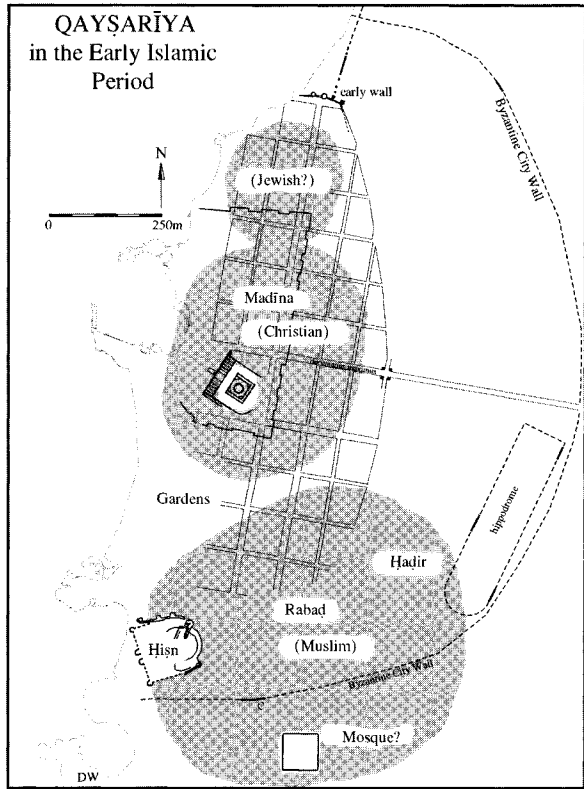 QAYṢARĪYA
in the Early Islamic
Period
early wall
Byzantine City Wall
N
0 250m
(Jewish?)
Madīna
(Christian)
Gardens
hippodrome
Ḥaḍir
Rabaḍ
(Muslim)
Ḥiṣn
Byzantine City Wall
Mosque?
DW